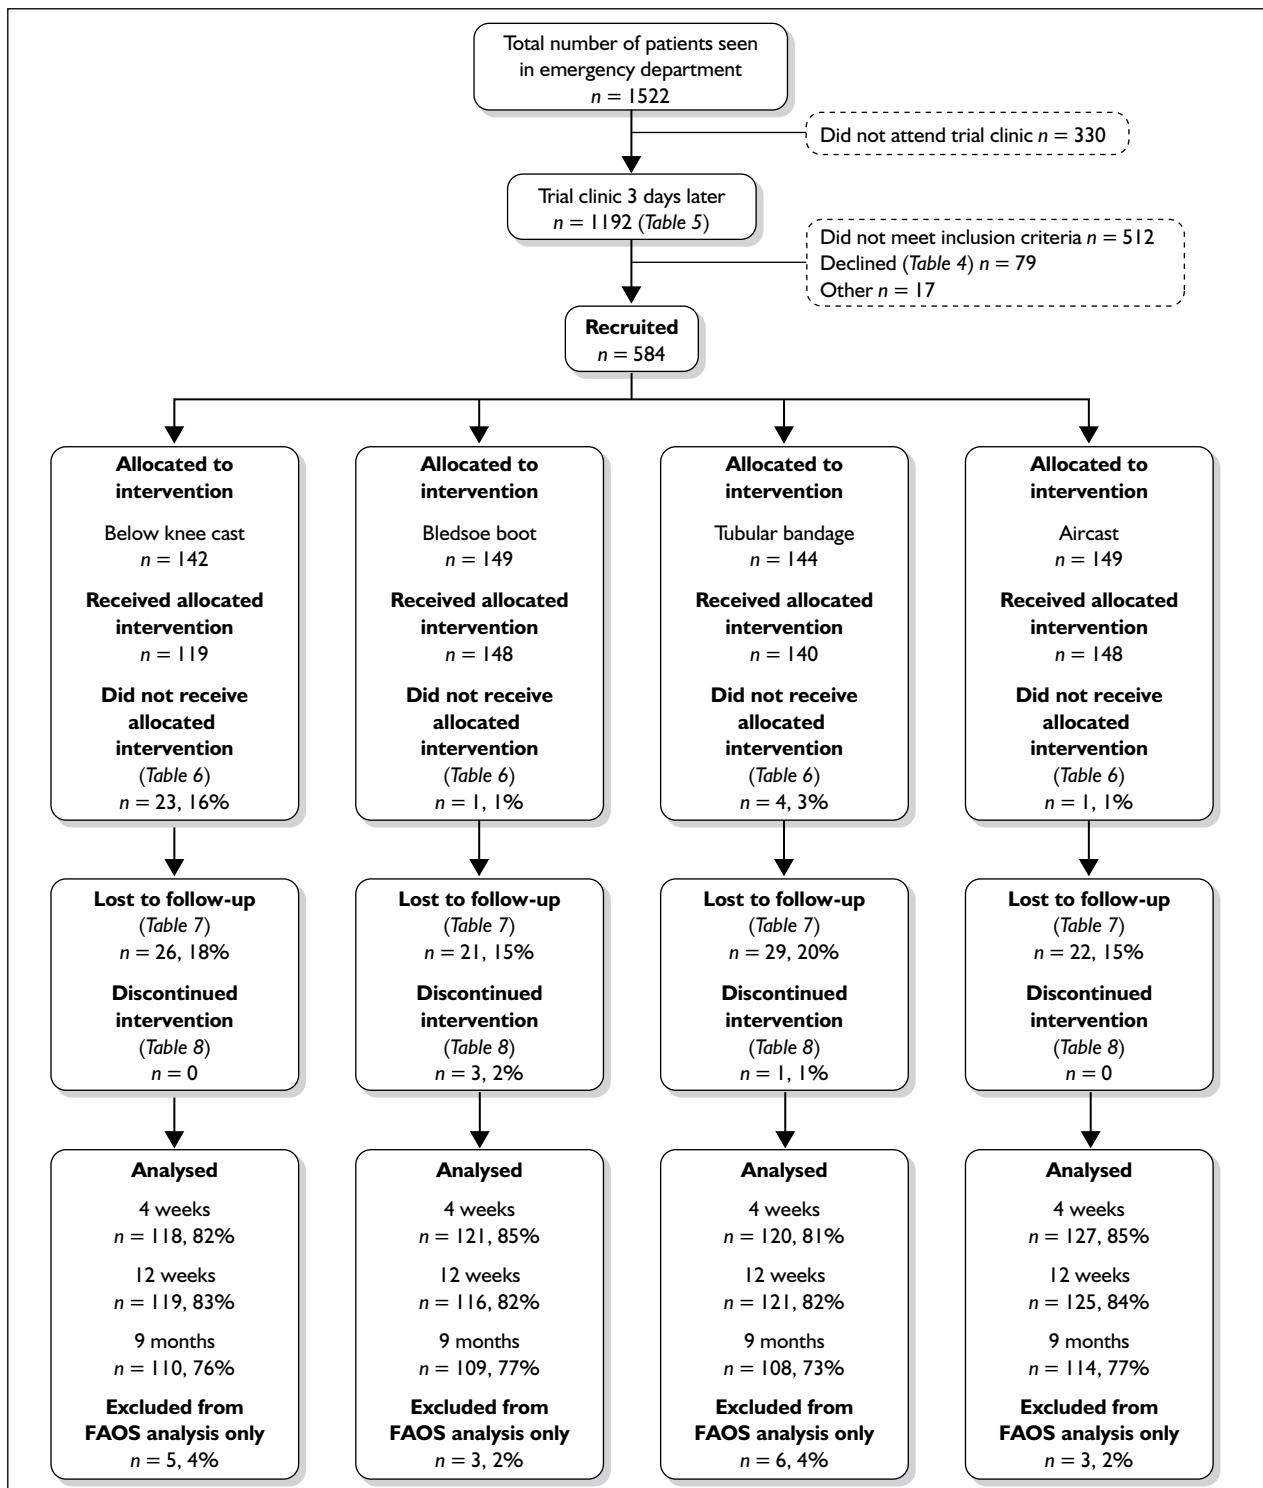 Total number of patients seen
in emergency department
n = 1522
Did not attend trial clinic n = 330
Trial clinic 3 days later
n = 1192 (Table 5)
Did not meet inclusion criteria n = 512
Declined (Table 4) n = 79
Other n = 17
Recruited
n = 584
Allocated to
intervention
Below knee cast
n = 142
Received allocated
intervention
n = 119
Did not receive
allocated
intervention
(Table 6)
n = 23, 16%
Allocated to
intervention
Bledsoe boot
n = 149
Received allocated
intervention
n = 148
Did not receive
allocated
intervention
(Table 6)
n = 1, 1%
Allocated to
intervention
Tubular bandage
n = 144
Received allocated
intervention
n = 140
Did not receive
allocated
intervention
(Table 6)
n = 4, 3%
Allocated to
intervention
Aircast
n = 149
Received allocated
intervention
n = 148
Did not receive
allocated
intervention
(Table 6)
n = 1, 1%
Lost to follow-up
(Table 7)
n = 26, 18%
Discontinued
intervention
(Table 8)
n = 0
Lost to follow-up
(Table 7)
n = 21, 15%
Discontinued
intervention
(Table 8)
n = 3, 2%
Lost to follow-up
(Table 7)
n = 29, 20%
Discontinued
intervention
(Table 8)
n = 1, 1%
Lost to follow-up
(Table 7)
n = 22, 15%
Discontinued
intervention
(Table 8)
n = 0
Analysed
4 weeks
n = 118, 82%
12 weeks
n = 119, 83%
9 months
n = 110, 76%
Excluded from
FAOS analysis only
n = 5, 4%
Analysed
4 weeks
n = 121, 85%
12 weeks
n = 116, 82%
9 months
n = 109, 77%
Excluded from
FAOS analysis only
n = 3, 2%
Analysed
4 weeks
n = 120, 81%
12 weeks
n = 121, 82%
9 months
n = 108, 73%
Excluded from
FAOS analysis only
n = 6, 4%
Analysed
4 weeks
n = 127, 85%
12 weeks
n = 125, 84%
9 months
n = 114, 77%
Excluded from
FAOS analysis only
n = 3, 2%